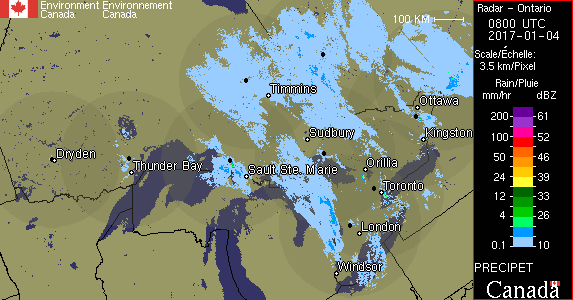 Environment Environnement
Canada Canada
100 KM
Timmins
Ottawa
Sudbury
Kingston
Dryden
Thunder Bay
Sault Ste. Marie
Orillia
Toronto
London
Windsor
Radar - Ontario
0800 UTC
2017-01-04
Scale/Échelle:
3.5 km/Pixel
Rain/Pluie
mm/hr dBZ
200 61
100 52
50 46
24 39
12 33
4 26
0.1 10
PRECIPET
Canada